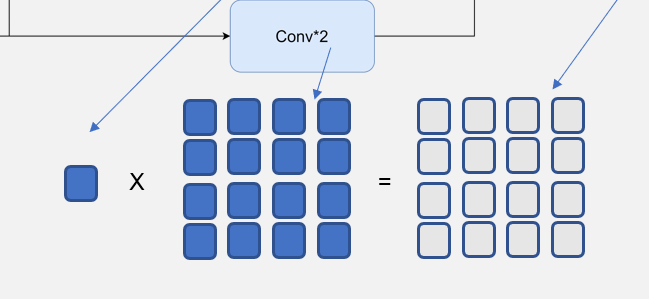 Conv*2
X
=